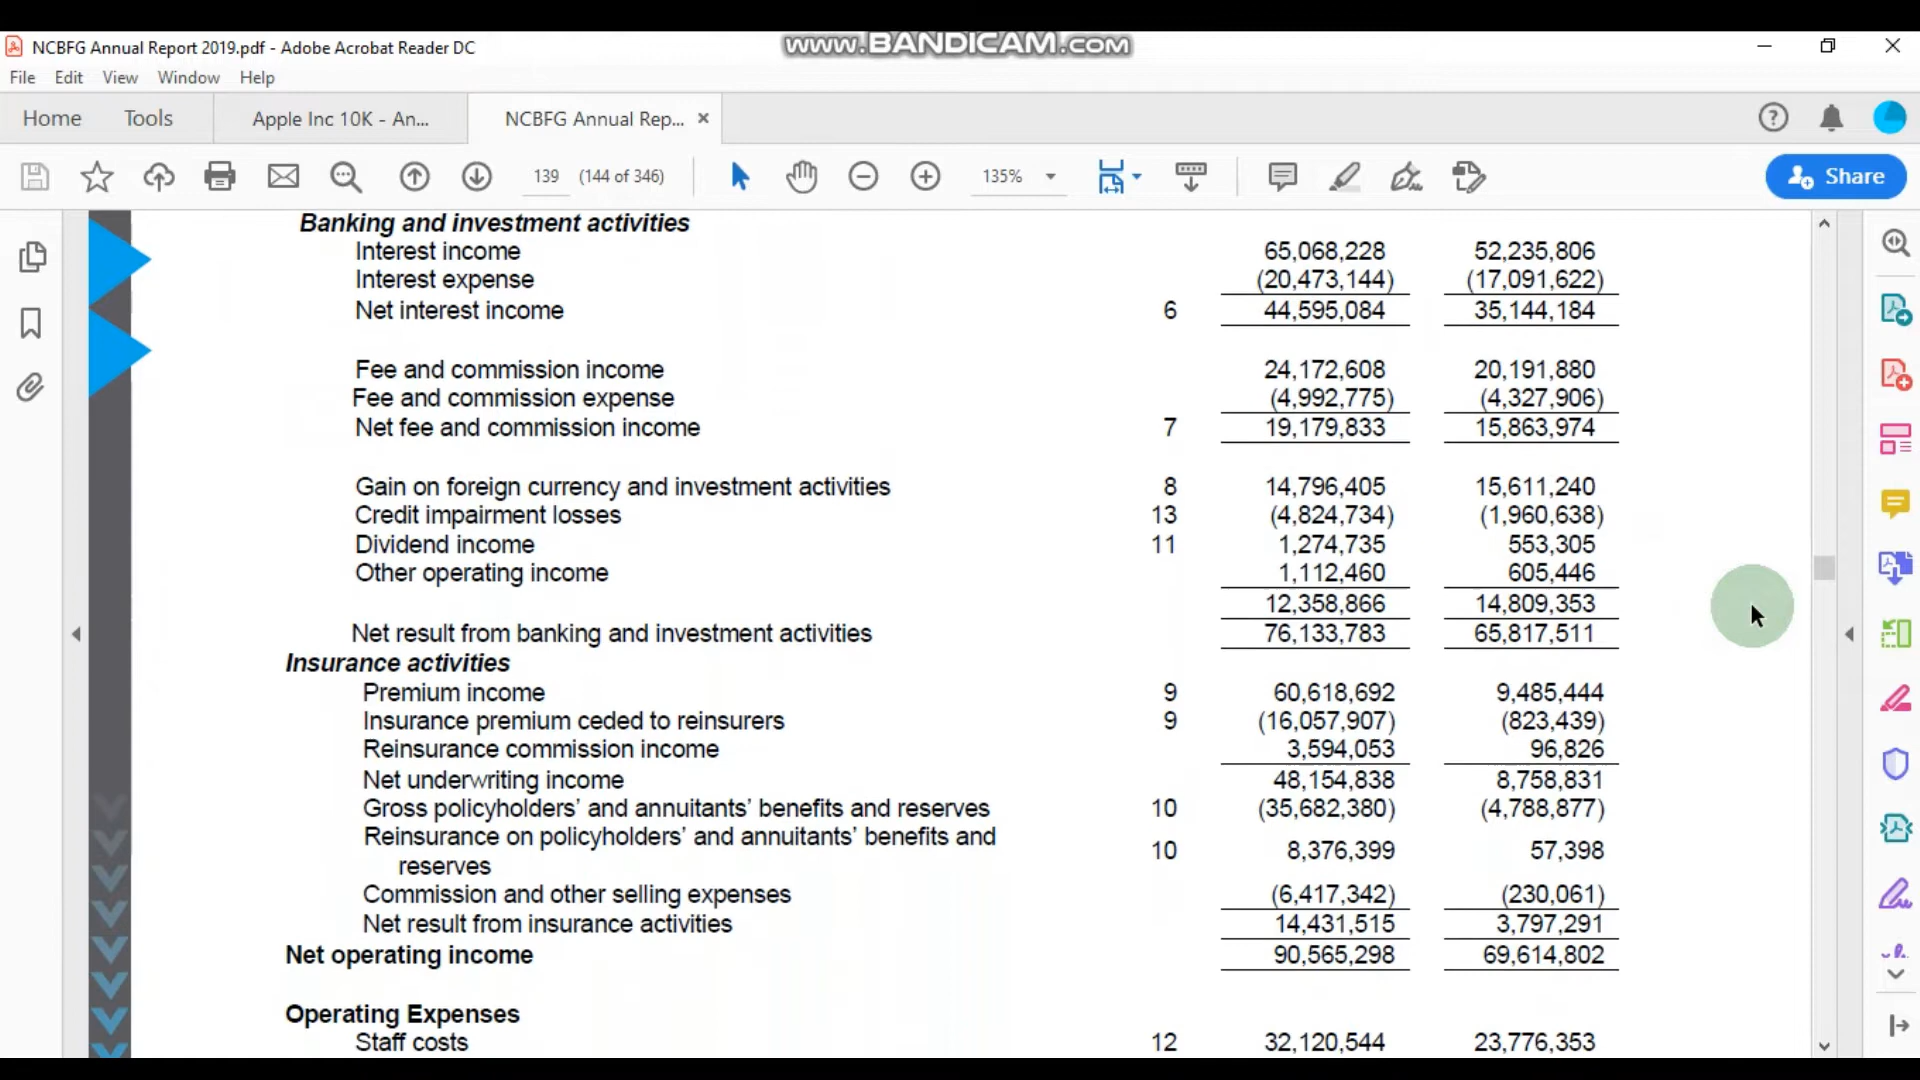 www.BANDICAM.com
NCBFG Annual Report 2019.pdf - Adobe Acrobat Reader DC
File Edit View Window Help
Home Tools Apple Inc 10K - An... NCBFG Annual Rep... ×
139 (144 of 346) 135% Share
Banking and investment activities
Interest income 65,068,228 52,235,806
Interest expense (20,473,144) (17,091,622)
Net interest income 6 44,595,084 35,144,184
Fee and commission income 24,172,608 20,191,880
Fee and commission expense (4,992,775) (4,327,906)
Net fee and commission income 7 19,179,833 15,863,974
Gain on foreign currency and investment activities 8 14,796,405 15,611,240
Credit impairment losses 13 (4,824,734) (1,960,638)
Dividend income 11 1,274,735 553,305
Other operating income 1,112,460 605,446
12,358,866 14,809,353
Net result from banking and investment activities 76,133,783 65,817,511
Insurance activities
Premium income 9 60,618,692 9,485,444
Insurance premium ceded to reinsurers 9 (16,057,907) (823,439)
Reinsurance commission income 3,594,053 96,826
Net underwriting income 48,154,838 8,758,831
Gross policyholders' and annuitants' benefits and reserves 10 (35,682,380) (4,788,877)
Reinsurance on policyholders' and annuitants' benefits and
reserves 10 8,376,399 57,398
Commission and other selling expenses (6,417,342) (230,061)
Net result from insurance activities 14,431,515 3,797,291
Net operating income 90,565,298 69,614,802
Operating Expenses
Staff costs 12 32,120,544 23,776,353